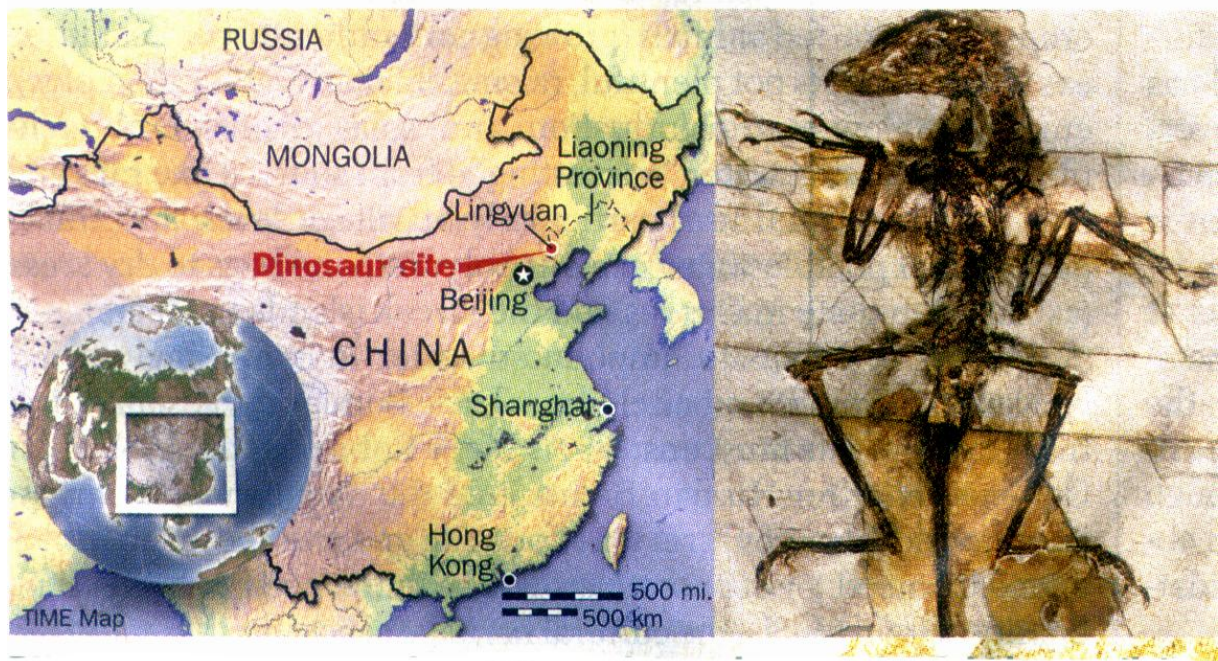 RUSSIA
MONGOLIA
Liaoning
Province
Lingyuan
Dinosaur site
Beijing
CHINA
Shanghai
Hong
Kong
500 mi.
500 km
TIME Map